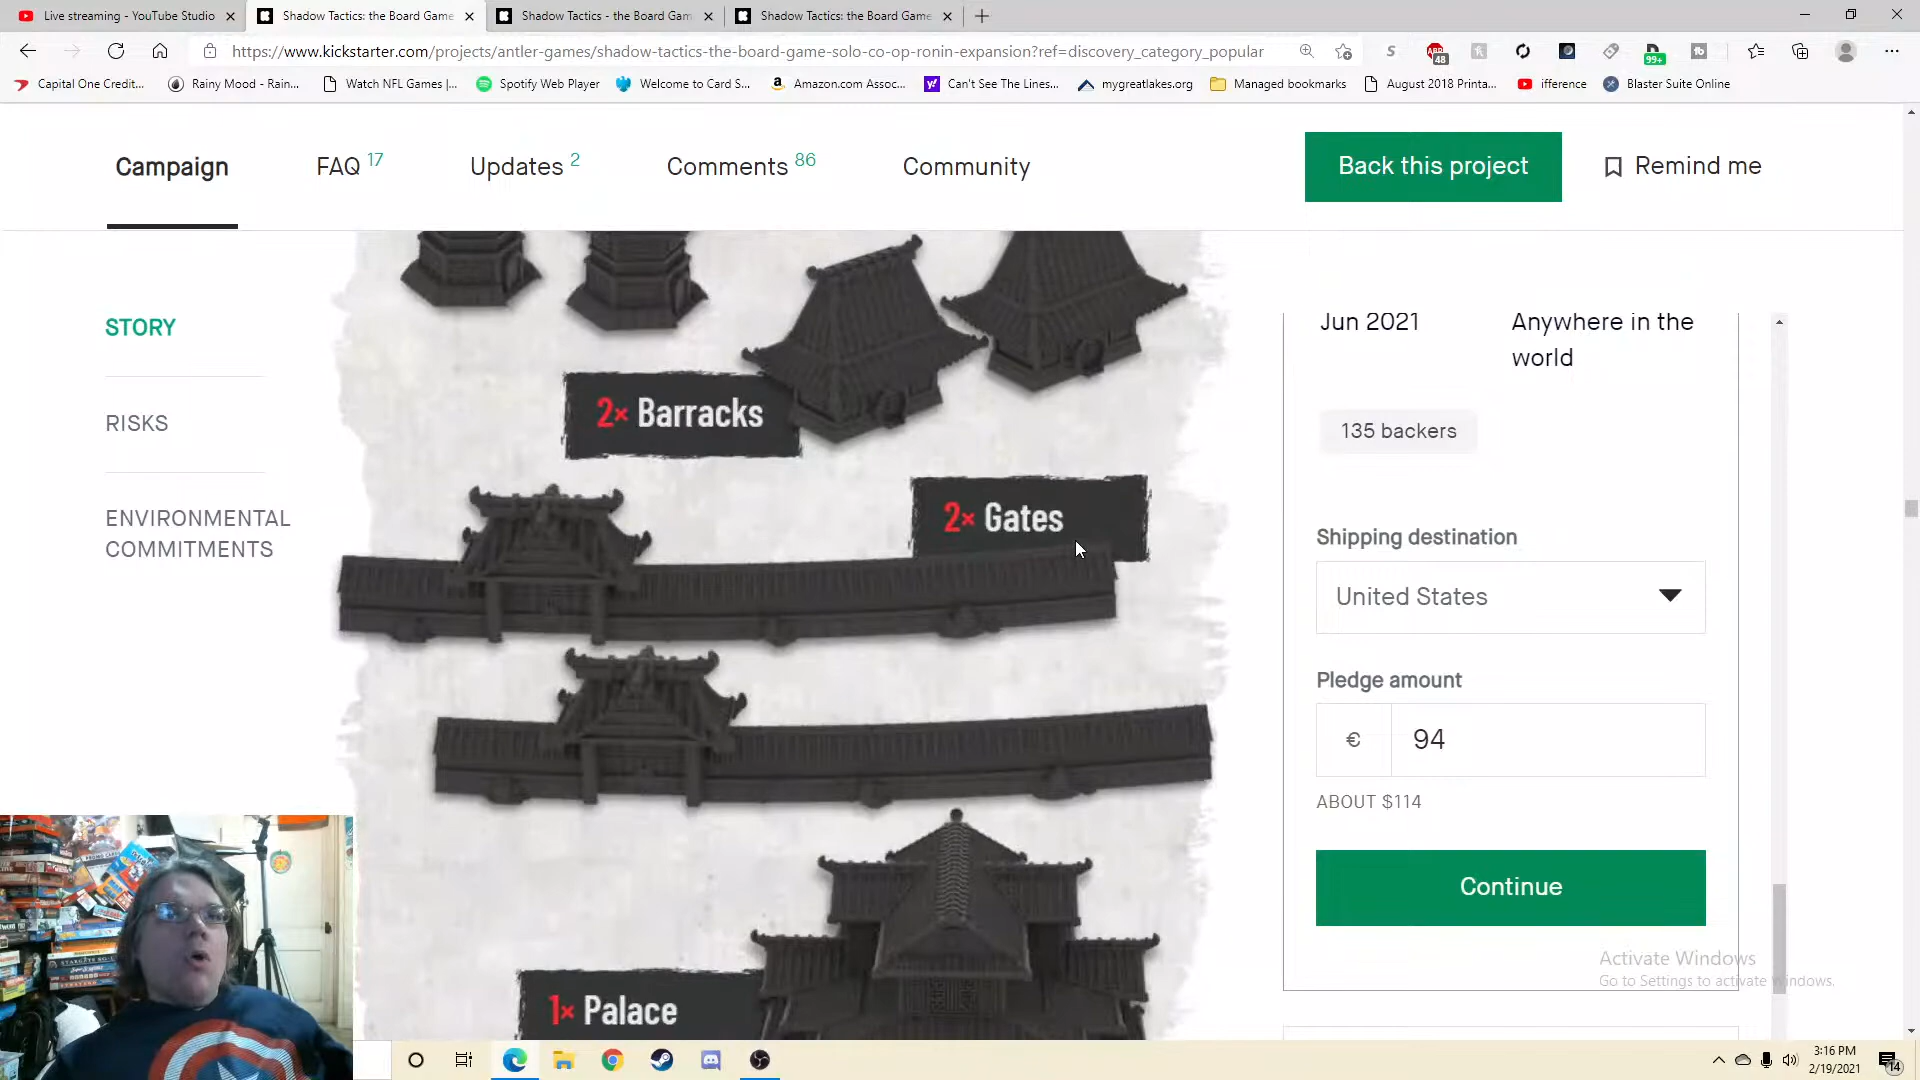 Live streaming - YouTube Studio
Shadow Tactics: the Board Game
Shadow Tactics - the Board Gam
Shadow Tactics: the Board Game
https://www.kickstarter.com/projects/antler-games/shadow-tactics-the-board-game-solo-co-op-ronin-expansion?ref=discovery_category_popular
48
99+
Capital One Credit...
Rainy Mood - Rain...
Watch NFL Games |...
Spotify Web Player
Welcome to Card S...
Amazon.com Assoc...
Can't See The Lines...
mygreatlakes.org
Managed bookmarks
August 2018 Printa...
ifference
Blaster Suite Online
Campaign
FAQ 17
Updates 2
Comments 86
Community
Back this project
Remind me
STORY
RISKS
ENVIRONMENTAL
COMMITMENTS
2× Barracks
2× Gates
1× Palace
Jun 2021
Anywhere in the
world
135 backers
Shipping destination
United States
Pledge amount
€ 94
ABOUT $114
Continue
Activate Windows
Go to Settings to activate Windows.
3:16 PM
2/19/2021
14